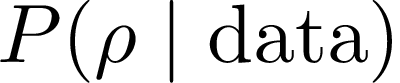 P(ρ | data)